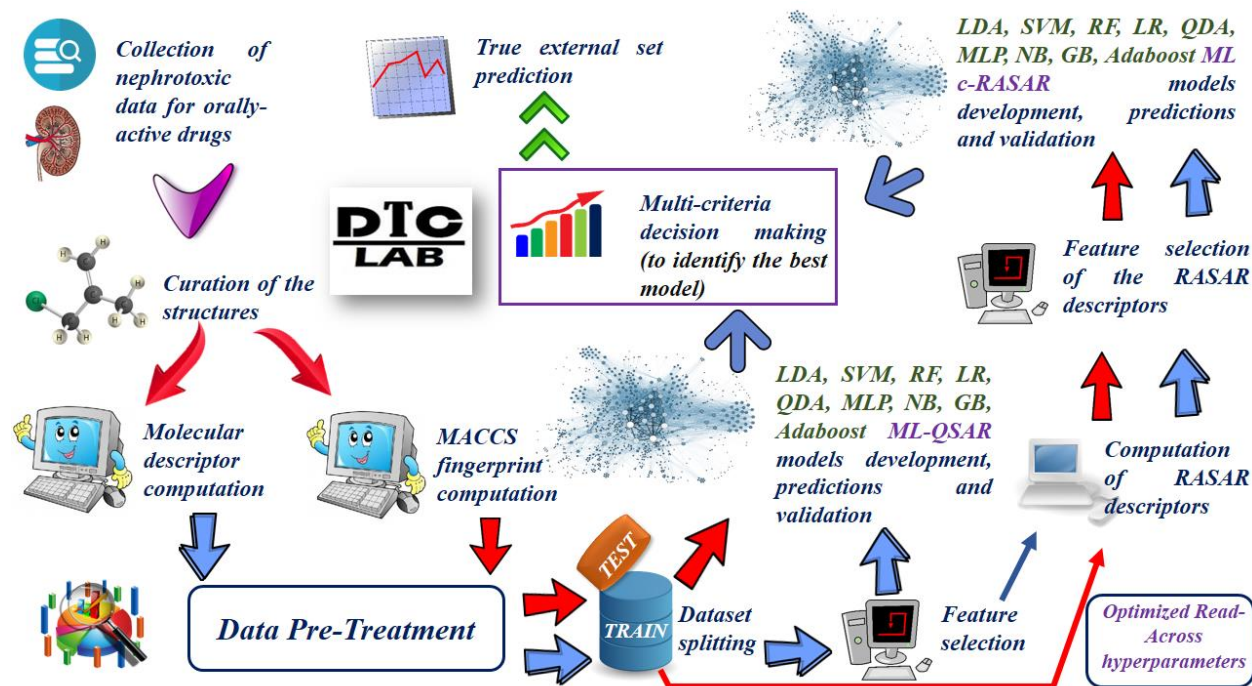 Collection of
nephrotoxic
data for orally-
active drugs
True external set
prediction
LDA, SVM, RF, LR, QDA,
MLP, NB, GB, Adaboost ML
c-RASAR models
development, predictions
and validation
DTC
LAB
Multi-criteria
decision making
(to identify the best
model)
Feature selection
of the RASAR
descriptors
H
H
H
H
H
H
H
Curation of the
structures
Molecular
descriptor
computation
MACCS
fingerprint
computation
LDA, SVM, RF, LR,
QDA, MLP, NB, GB,
Adaboost ML-QSAR
models development,
predictions and
validation
Computation
of RASAR
descriptors
Data Pre-Treatment
TEST
TRAIN
Dataset
splitting
Feature
selection
Optimized Read-
Across
hyperparameters